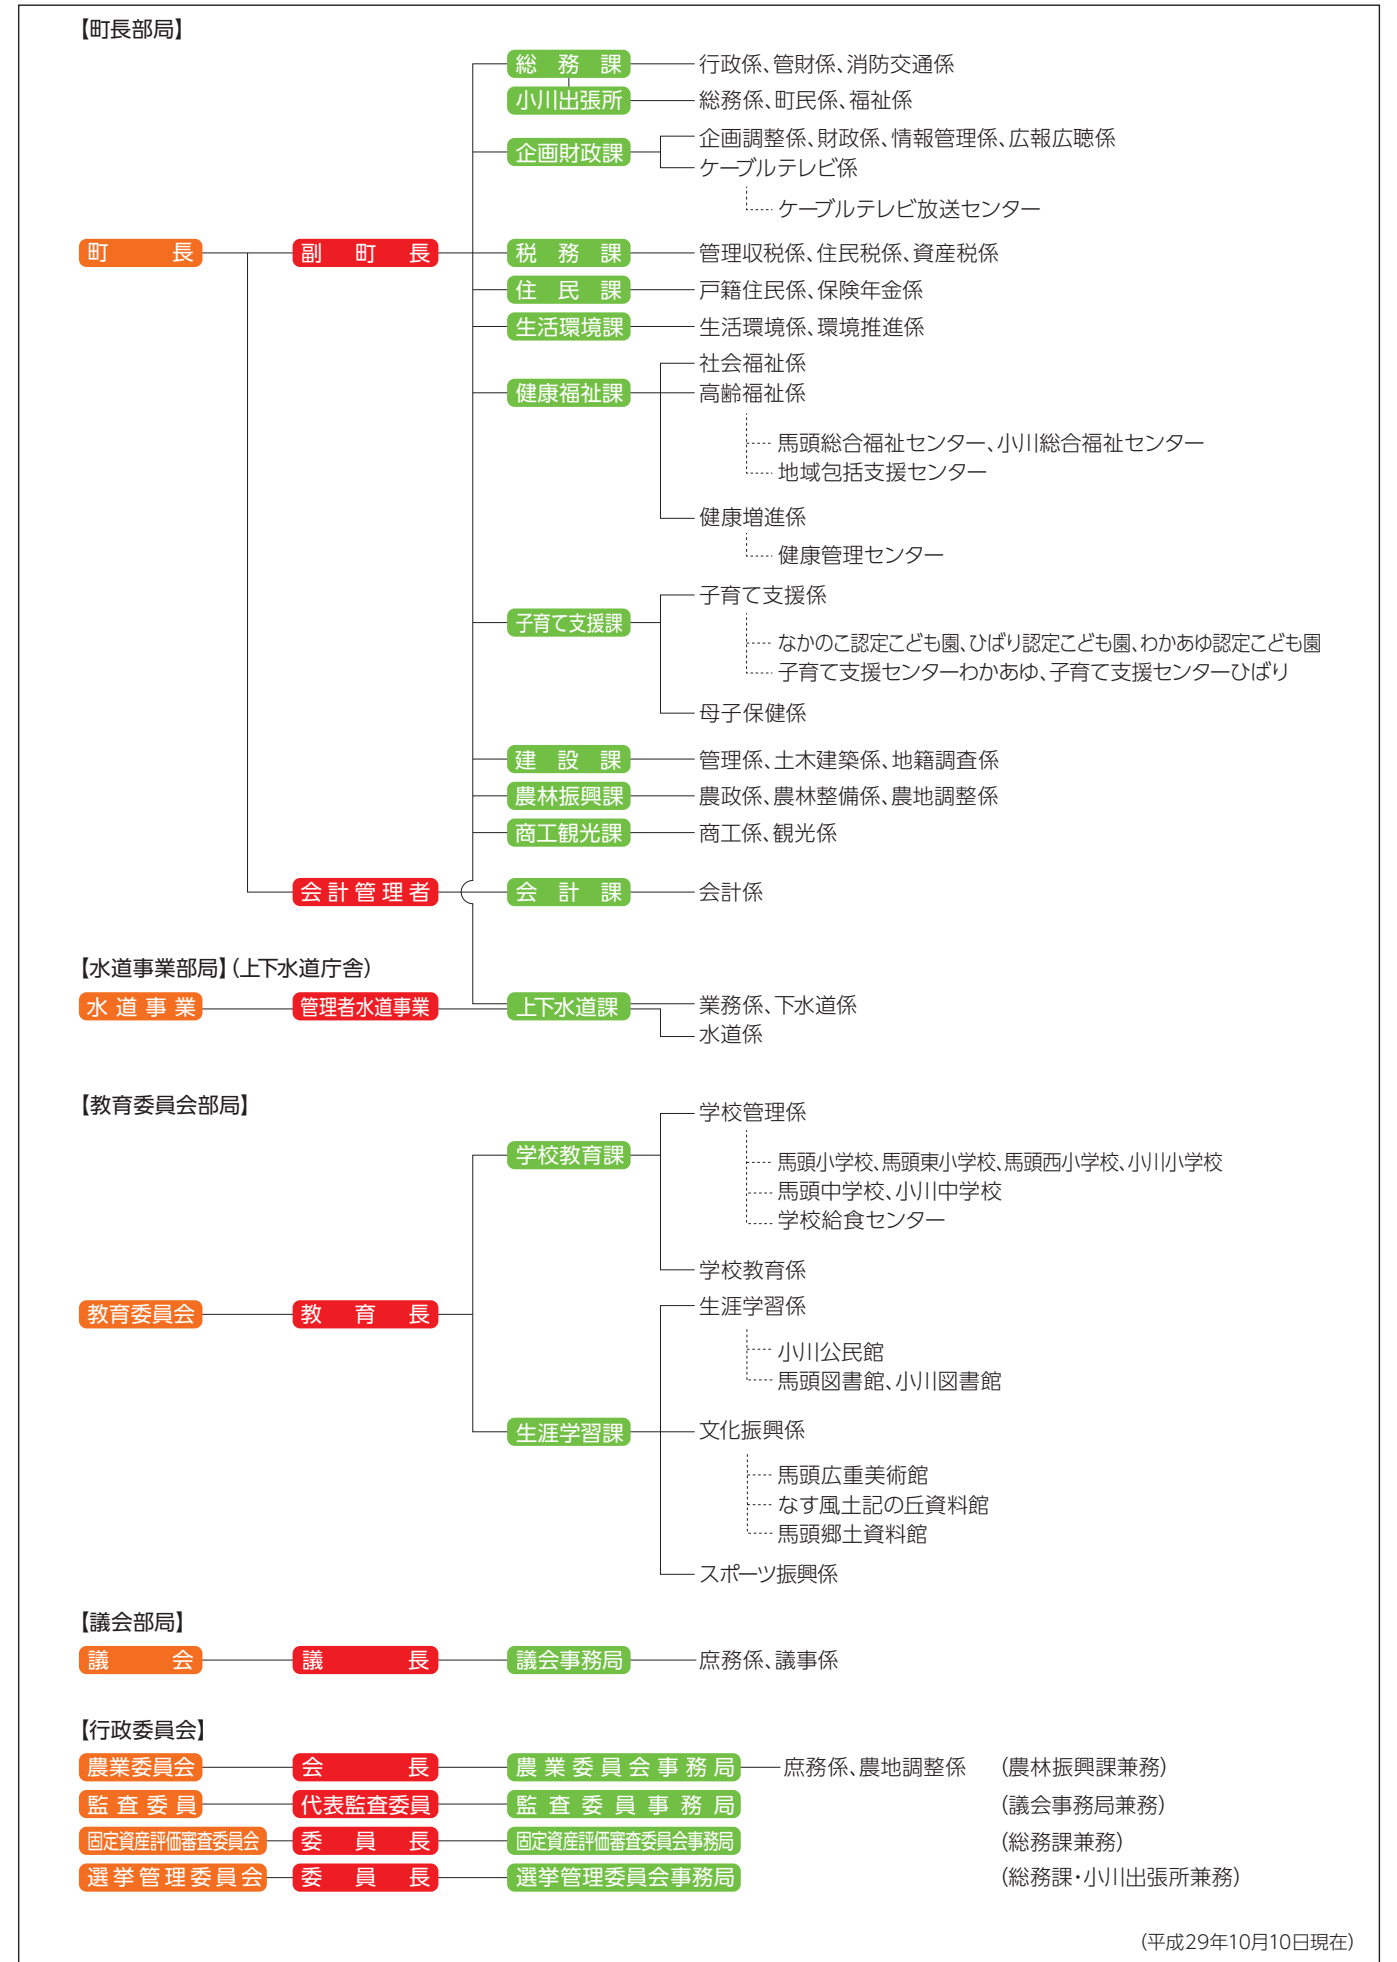 【町長部局】
総務課 行政係、管財係、消防交通係
小川出張所 総務係、町民係、福祉係
企画財政課 企画調整係、財政係、情報管理係、広報広聴係
ケーブルテレビ係
ケーブルテレビ放送センター
町長 副町長 税務課 管理収税係、住民税係、資産税係
住民課 戸籍住民係、保険年金係
生活環境課 生活環境係、環境推進係
社会福祉係
健康福祉課 高齢福祉係
馬頭総合福祉センター、小川総合福祉センター
地域包括支援センター
健康増進係
健康管理センター
子育て支援係
子育て支援課
なかのこ認定こども園、ひばり認定こども園、わかあゆ認定こども園
子育て支援センターわかあゆ、子育て支援センターひばり
母子保健係
建設課 管理係、土木建築係、地籍調査係
農林振興課 農政係、農林整備係、農地調整係
商工観光課 商工係、観光係
会計管理者 会計課 会計係
【水道事業部局】(上下水道庁舎)
水道事業 管理者水道事業 上下水道課 業務係、下水道係
水道係
【教育委員会部局】
学校管理係
学校教育課
馬頭小学校、馬頭東小学校、馬頭西小学校、小川小学校
馬頭中学校、小川中学校
学校給食センター
学校教育係
教育委員会 教育長
生涯学習係
小川公民館
馬頭図書館、小川図書館
生涯学習課 文化振興係
馬頭広重美術館
なす風土記の丘資料館
馬頭郷土資料館
スポーツ振興係
【議会部局】
議会 議長 議会事務局 庶務係、議事係
【行政委員会】
農業委員会 会長 農業委員会事務局 庶務係、農地調整係 (農林振興課兼務)
監査委員 代表監査委員 監査委員事務局 (議会事務局兼務)
固定資産評価審査委員会 委員長 固定資産評価審査委員会事務局 (総務課兼務)
選挙管理委員会 委員長 選挙管理委員会事務局 (総務課・小川出張所兼務)
(平成29年10月10日現在)